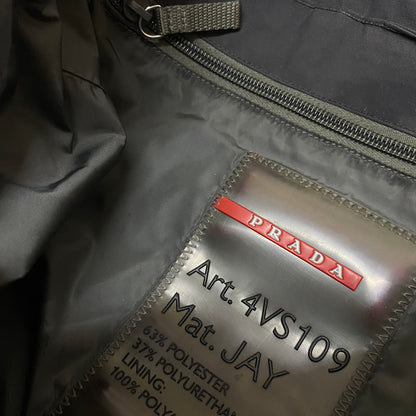 PRADA
Art. 4VS109
Mat. JAY
63% POLYESTER
37% POLYURETHA
LINING:
100% POLY